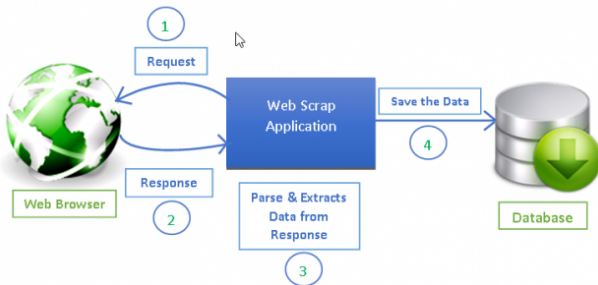 1
Request
Web Scrap
Application
Save the Data
4
Response
2
Web Browser
Parse & Extracts
Data from
Response
3
Database